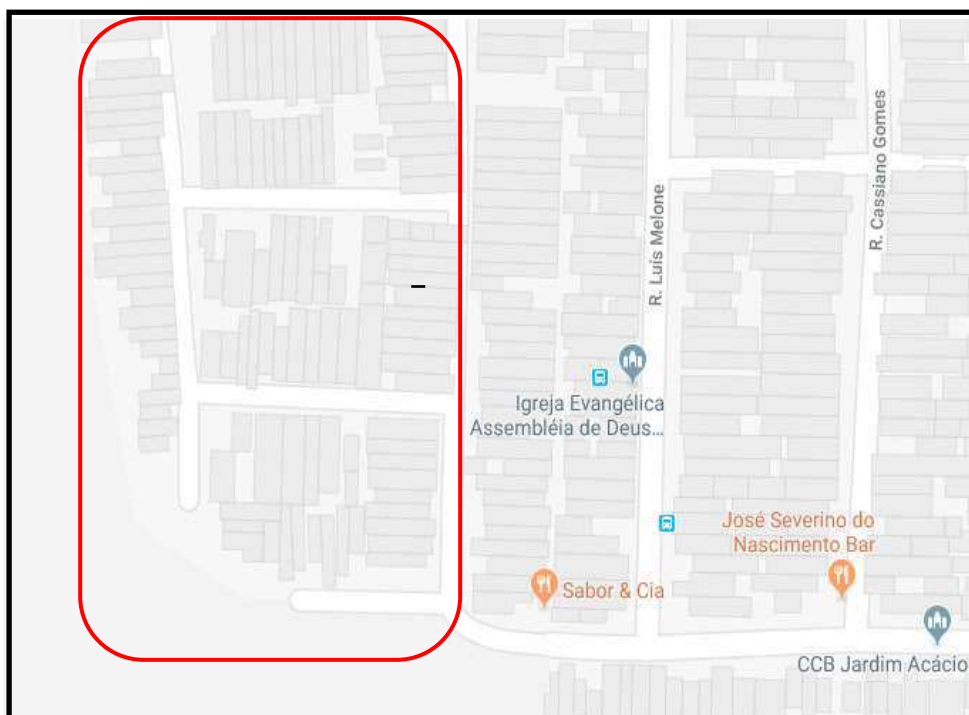 R. Cassiano Gomes
R. Luís Melone
Igreja Evangélica
Assembléia de Deus...
José Severino do
Nascimento Bar
Sabor & Cia
CCB Jardim Acácio